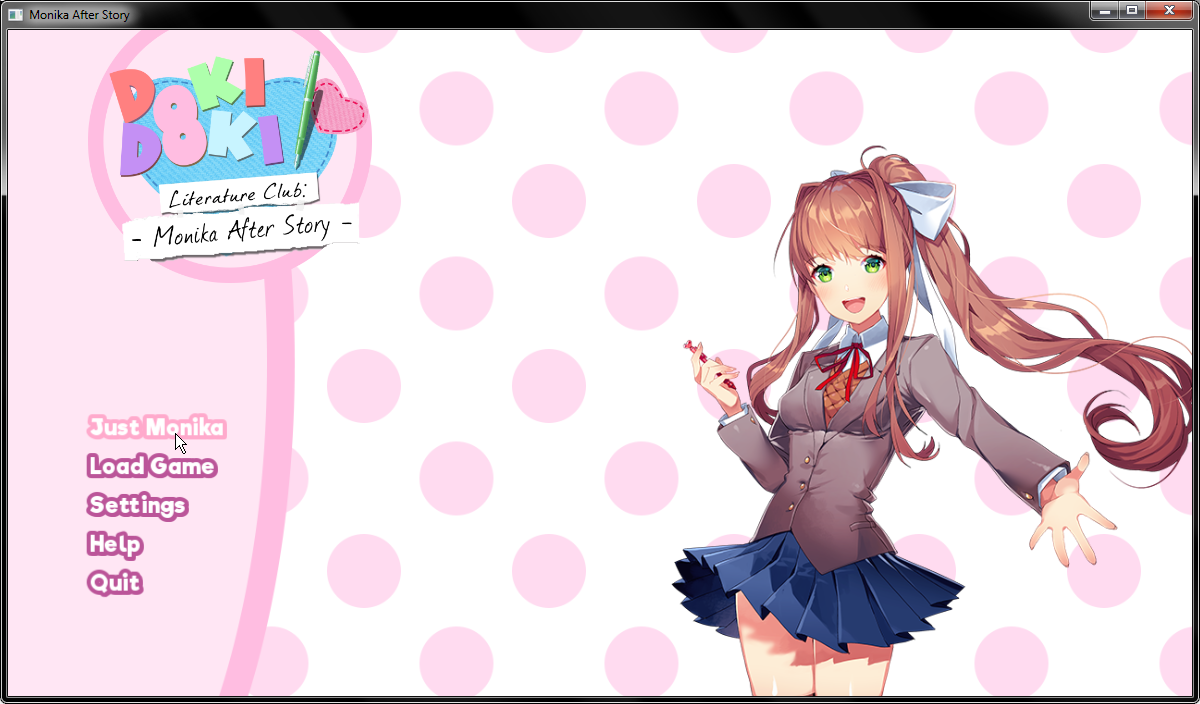 Monika After Story
DOKI
DOKI
Literature Club:
- Monika After Story -
Just Monika
Load Game
Settings
Help
Quit